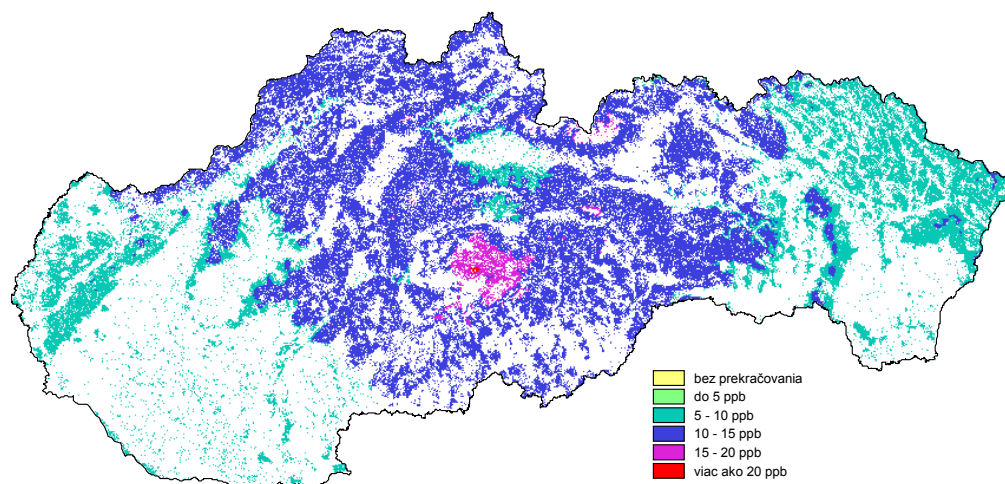 bez prekračovania
do 5 ppb
5 - 10 ppb
10 - 15 ppb
15 - 20 ppb
viac ako 20 ppb